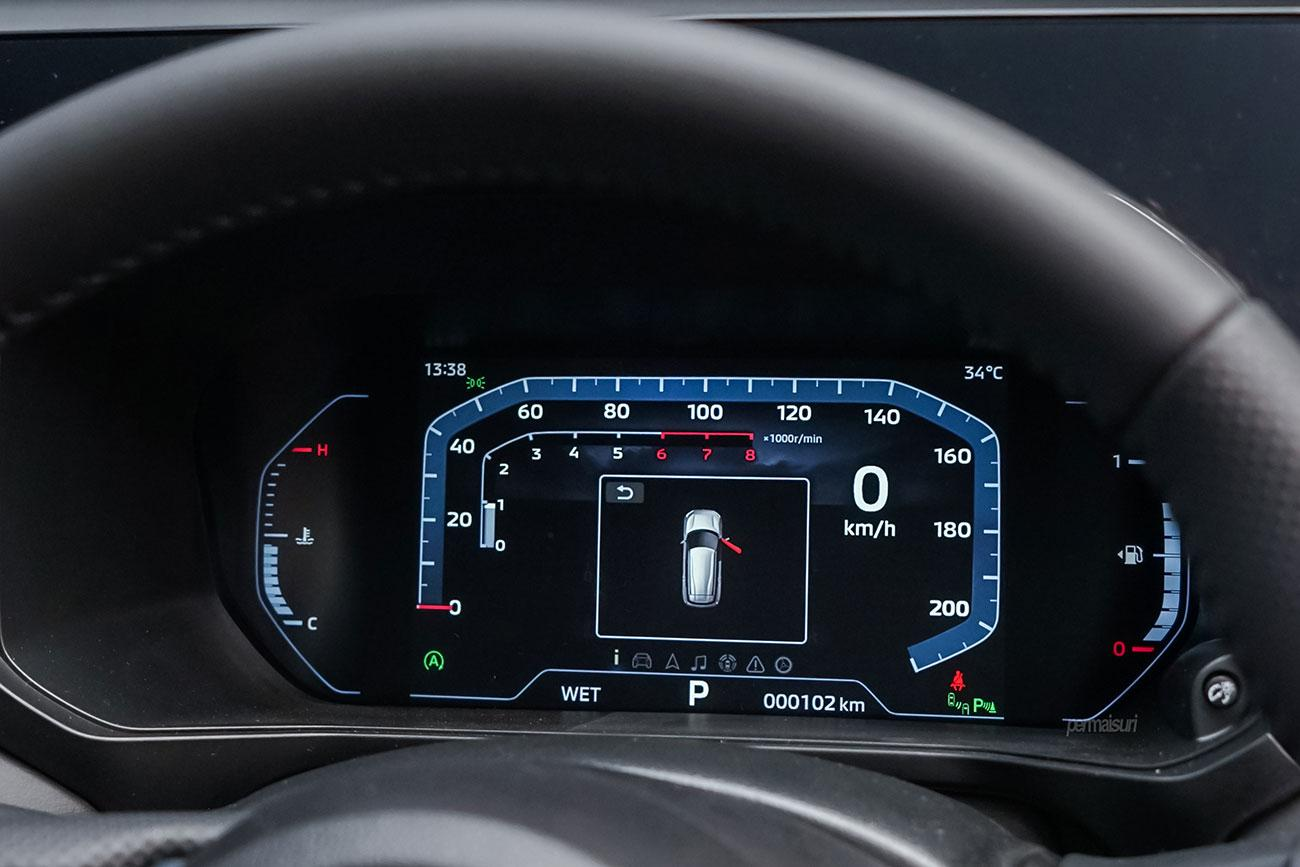 13:38
34°C
60 80 100 120 140
40
×1000r/min
H
3 4 5 6 7 8
160
2
1
0
1
km/h
20
180
0
0
200
C
A
i
0
WET
P
000102 km
P
permaisuri